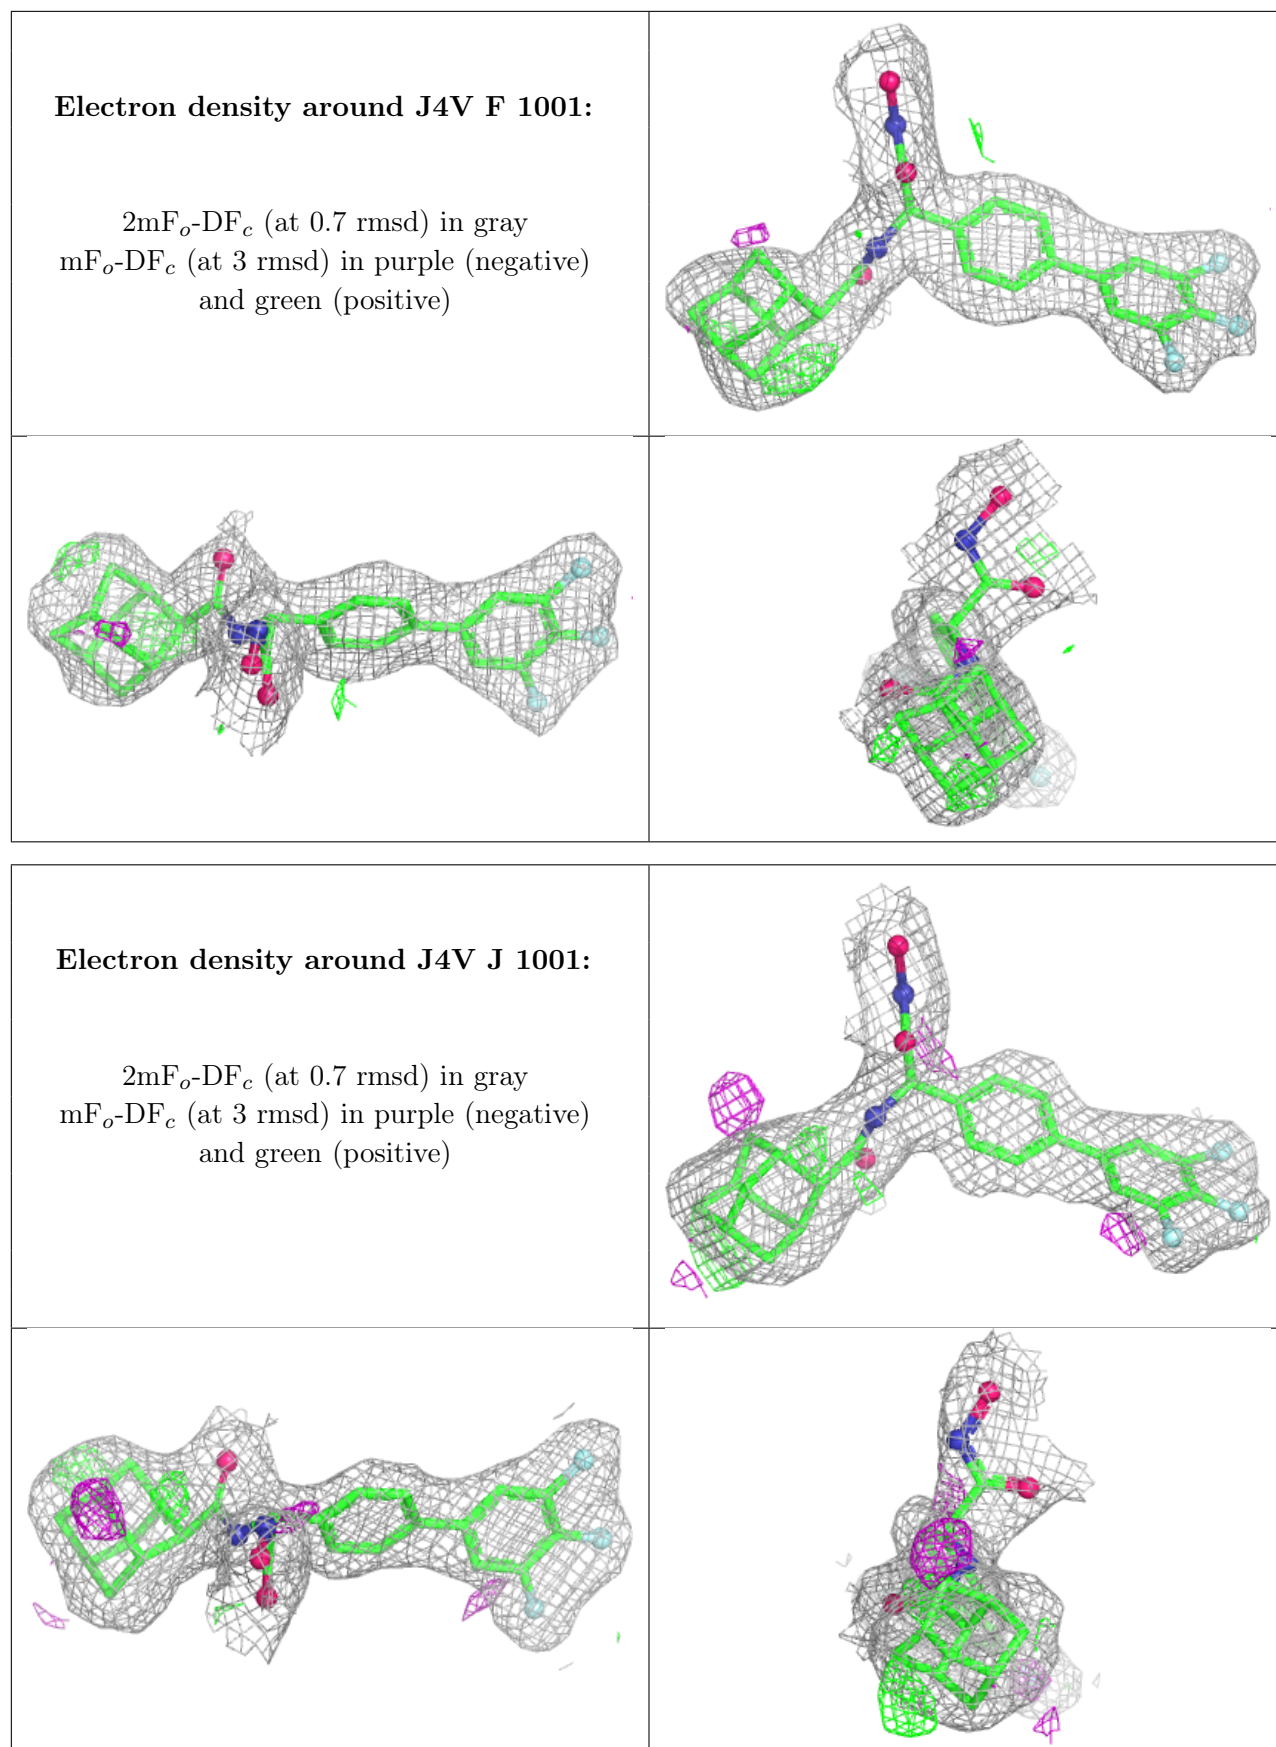 Electron density around J4V F 1001:
2mFo-DFc (at 0.7 rmsd) in gray
mFo-DFc (at 3 rmsd) in purple (negative)
and green (positive)
Electron density around J4V J 1001:
2mFo-DFc (at 0.7 rmsd) in gray
mFo-DFc (at 3 rmsd) in purple (negative)
and green (positive)